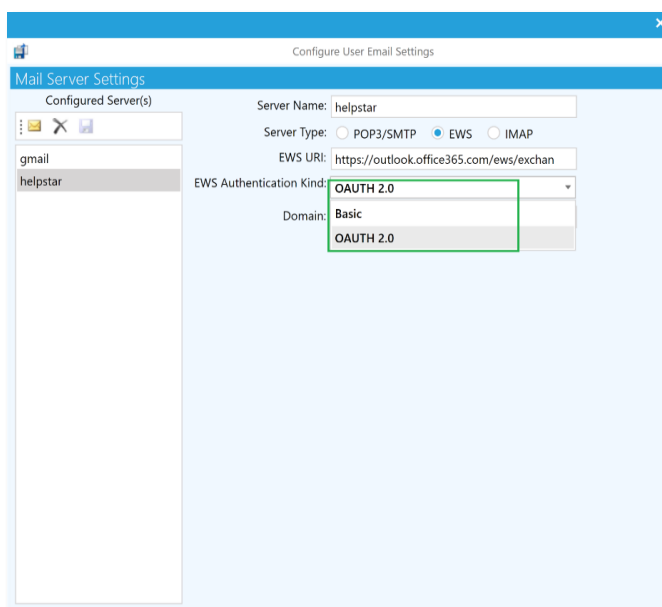 Configure User Email Settings
Mail Server Settings
Configured Server(s)
gmail
helpstar
Server Name: helpstar
Server Type: POP3/SMTP EWS IMAP
EWS URI: https://outlook.office365.com/ews/exchan
EWS Authentication Kind: OAUTH 2.0
Domain:
Basic
OAUTH 2.0